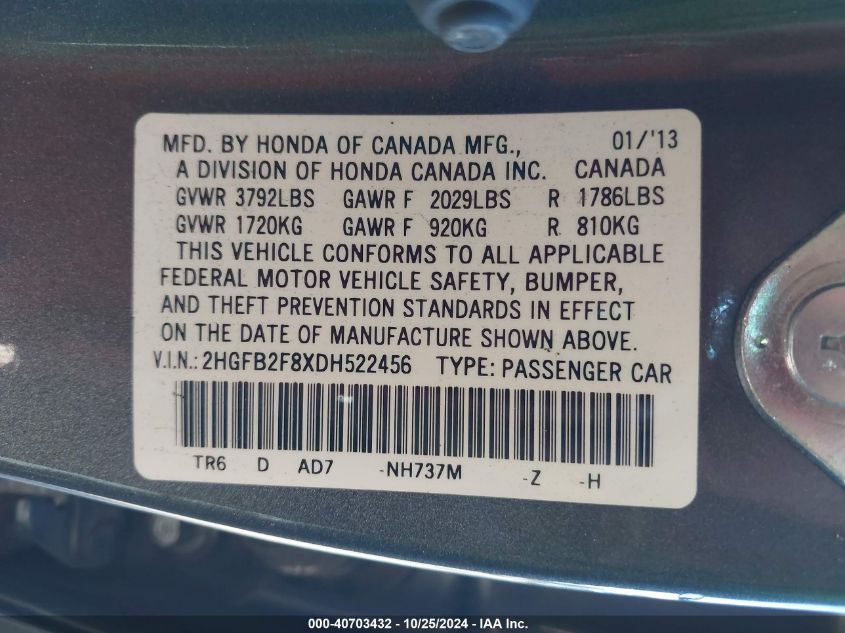 MFD. BY HONDA OF CANADA MFG., 01/'13
A DIVISION OF HONDA CANADA INC. CANADA
GVWR 3792LBS GAWR F 2029LBS R 1786LBS
GVWR 1720KG GAWR F 920KG R 810KG
THIS VEHICLE CONFORMS TO ALL APPLICABLE
FEDERAL MOTOR VEHICLE SAFETY, BUMPER,
AND THEFT PREVENTION STANDARDS IN EFFECT
ON THE DATE OF MANUFACTURE SHOWN ABOVE.
V.I.N.: 2HGFB2F8XDH522456 TYPE: PASSENGER CAR
TR6 D AD7 -NH737M -Z -H
000-40703432 - 10/25/2024 - IAA Inc.